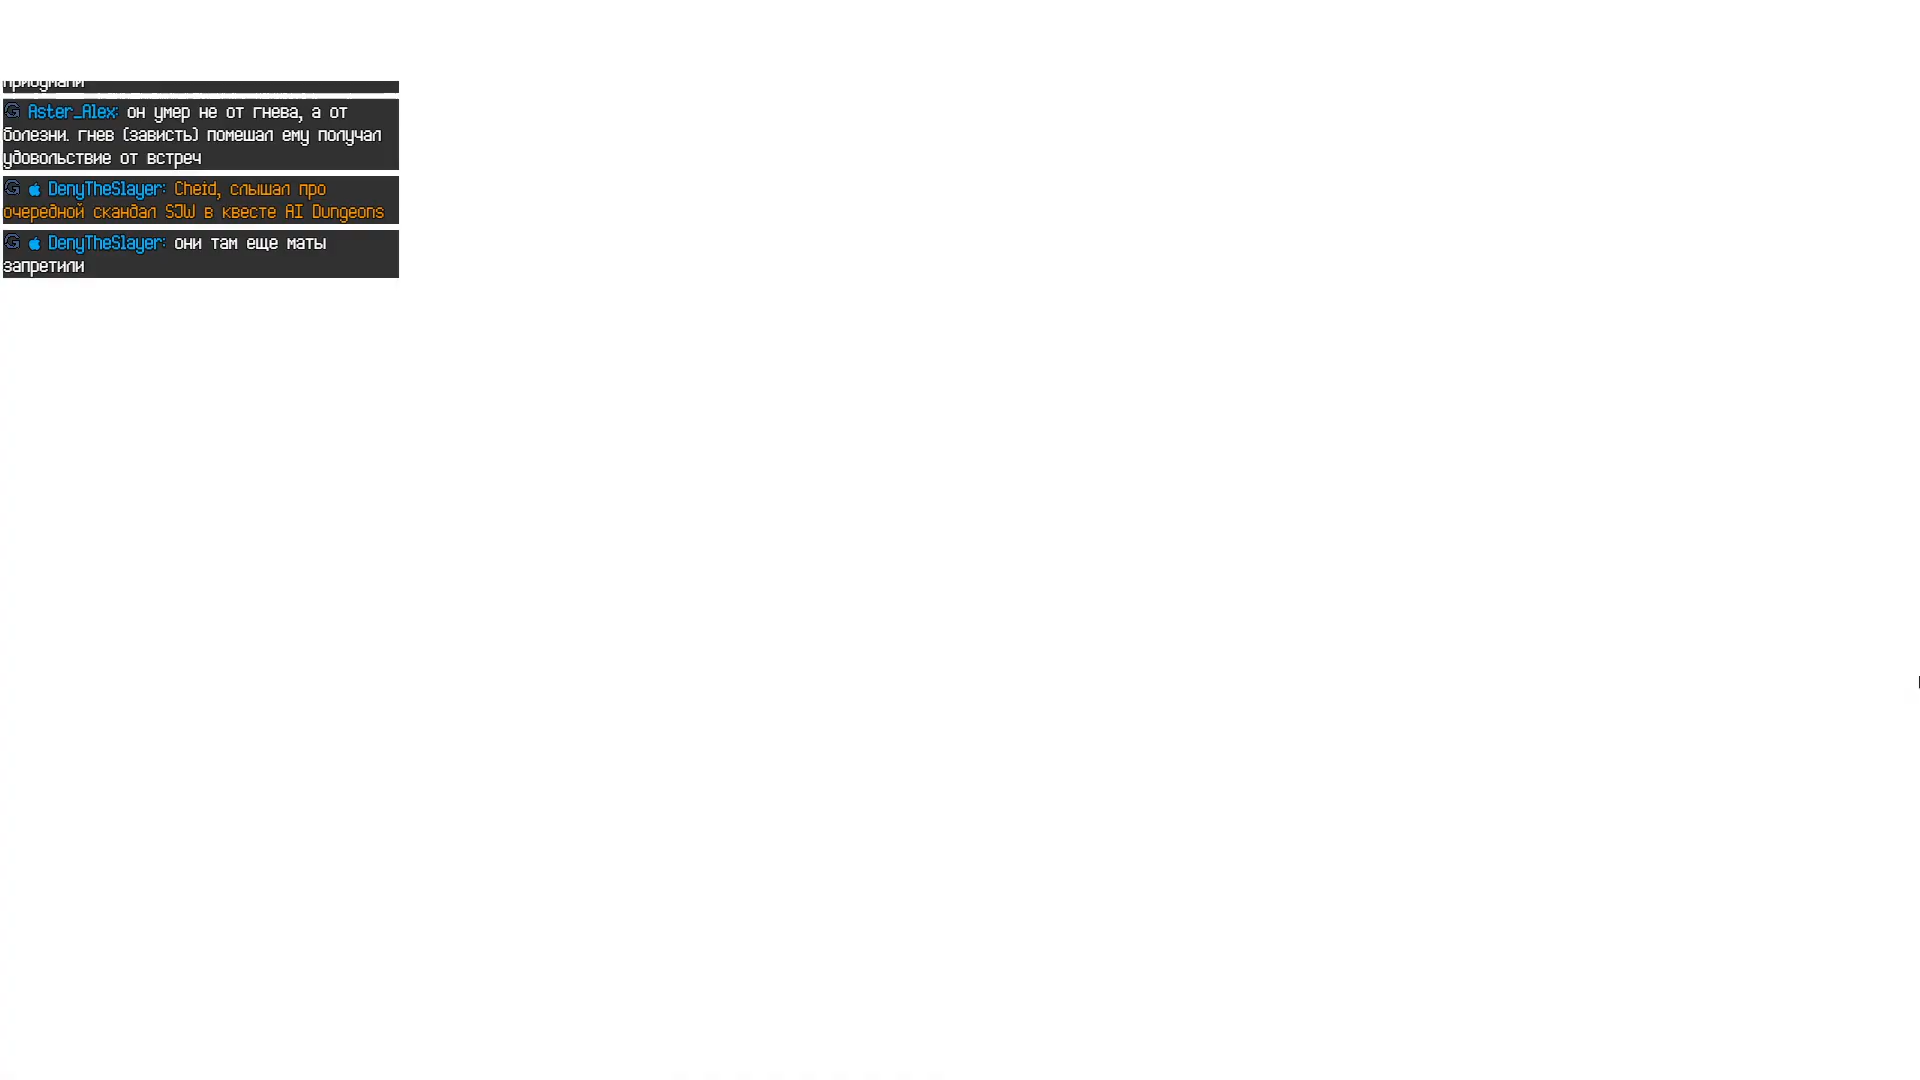 придумали
Aster_Alex: он умер не от гнева, а от
болезни. гнев (зависть) помешал ему получал
удовольствие от встреч
DenyTheSlayer: Cheid, слышал про
очередной скандал SJW в квесте AI Dungeons
DenyTheSlayer: они там еще маты
запретили